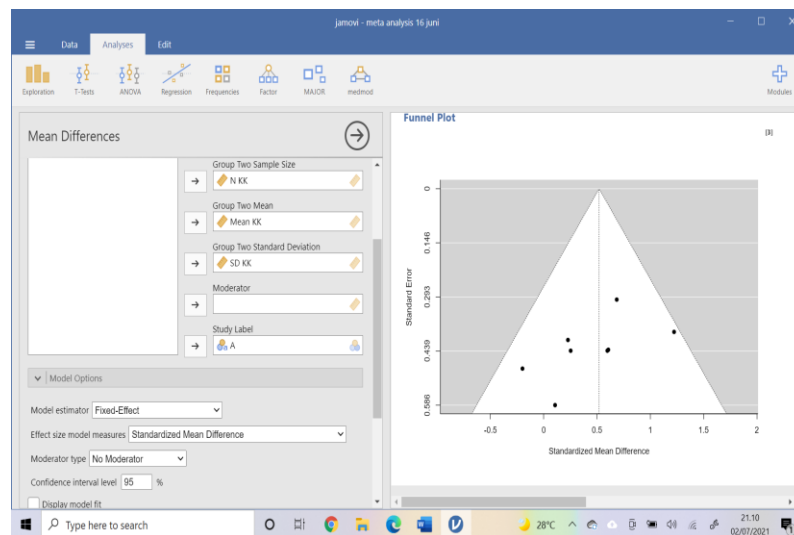 jamovi - meta analysis 16 juni
Data Analyses Edit
Exploration T-Tests ANOVA Regression Frequencies Factor MAJOR medmod Modules
Mean Differences
Group Two Sample Size
N KK
Group Two Mean
Mean KK
Group Two Standard Deviation
SD KK
Moderator
Study Label
A
Model Options
Model estimator Fixed-Effect
Effect size model measures Standardized Mean Difference
Moderator type No Moderator
Confidence interval level 95 %
Display model fit
Funnel Plot
[3]
0
0.146
0.293
0.439
0.586
Standard Error
-0.5 0 0.5 1 1.5 2
Standardized Mean Difference
Type here to search
28°C
21.10
02/07/2021